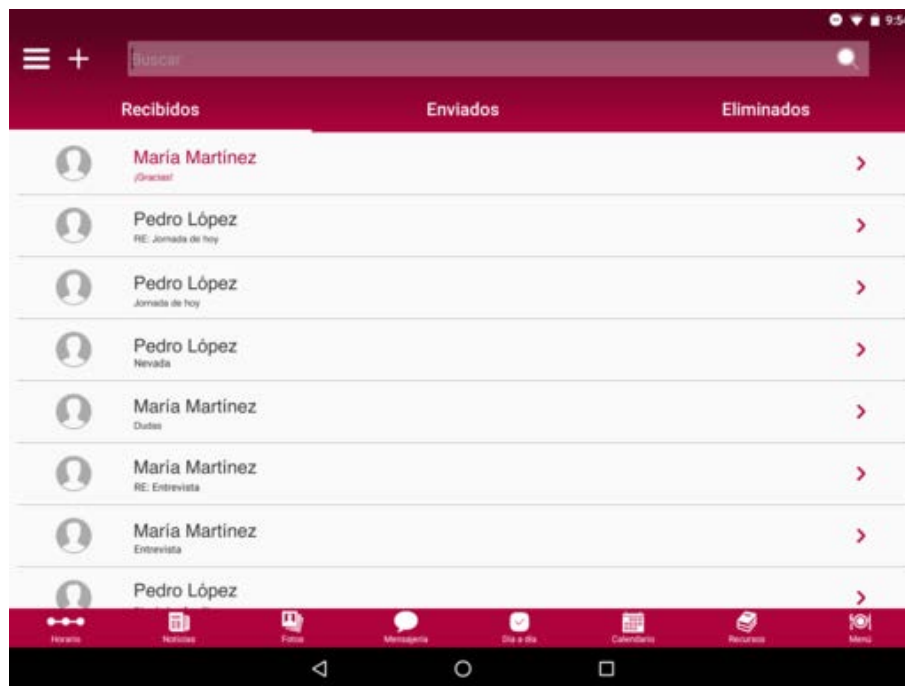 9:54
Buscar
Recibidos Enviados Eliminados
María Martínez
¡Gracias!
Pedro López
RE: Jornada de hoy
Pedro López
Jornada de hoy
Pedro López
Nevada
María Martínez
Dudas
María Martínez
RE: Entrevista
María Martínez
Entrevista
Pedro López
Horario Noticias Fotos Mensajería Día a día Calendario Recursos Menú